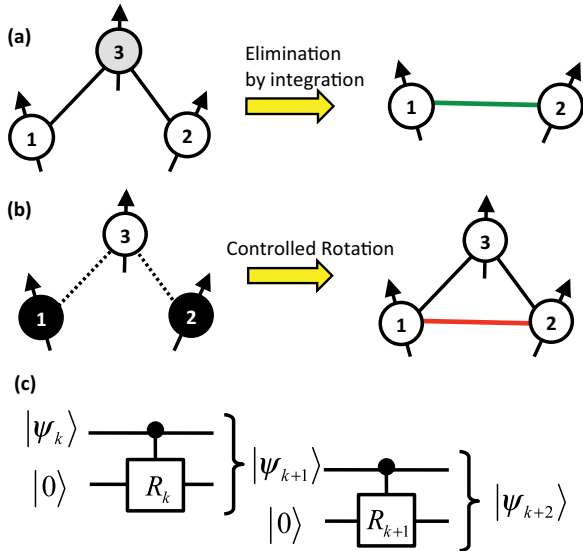 (a)
3
1
2
Elimination
by integration
1
2
(b)
3
1
2
Controlled Rotation
3
1
2
(c)
|ψ_k⟩
|0⟩
R_k
|ψ_{k+1}⟩
|0⟩
R_{k+1}
|ψ_{k+2}⟩